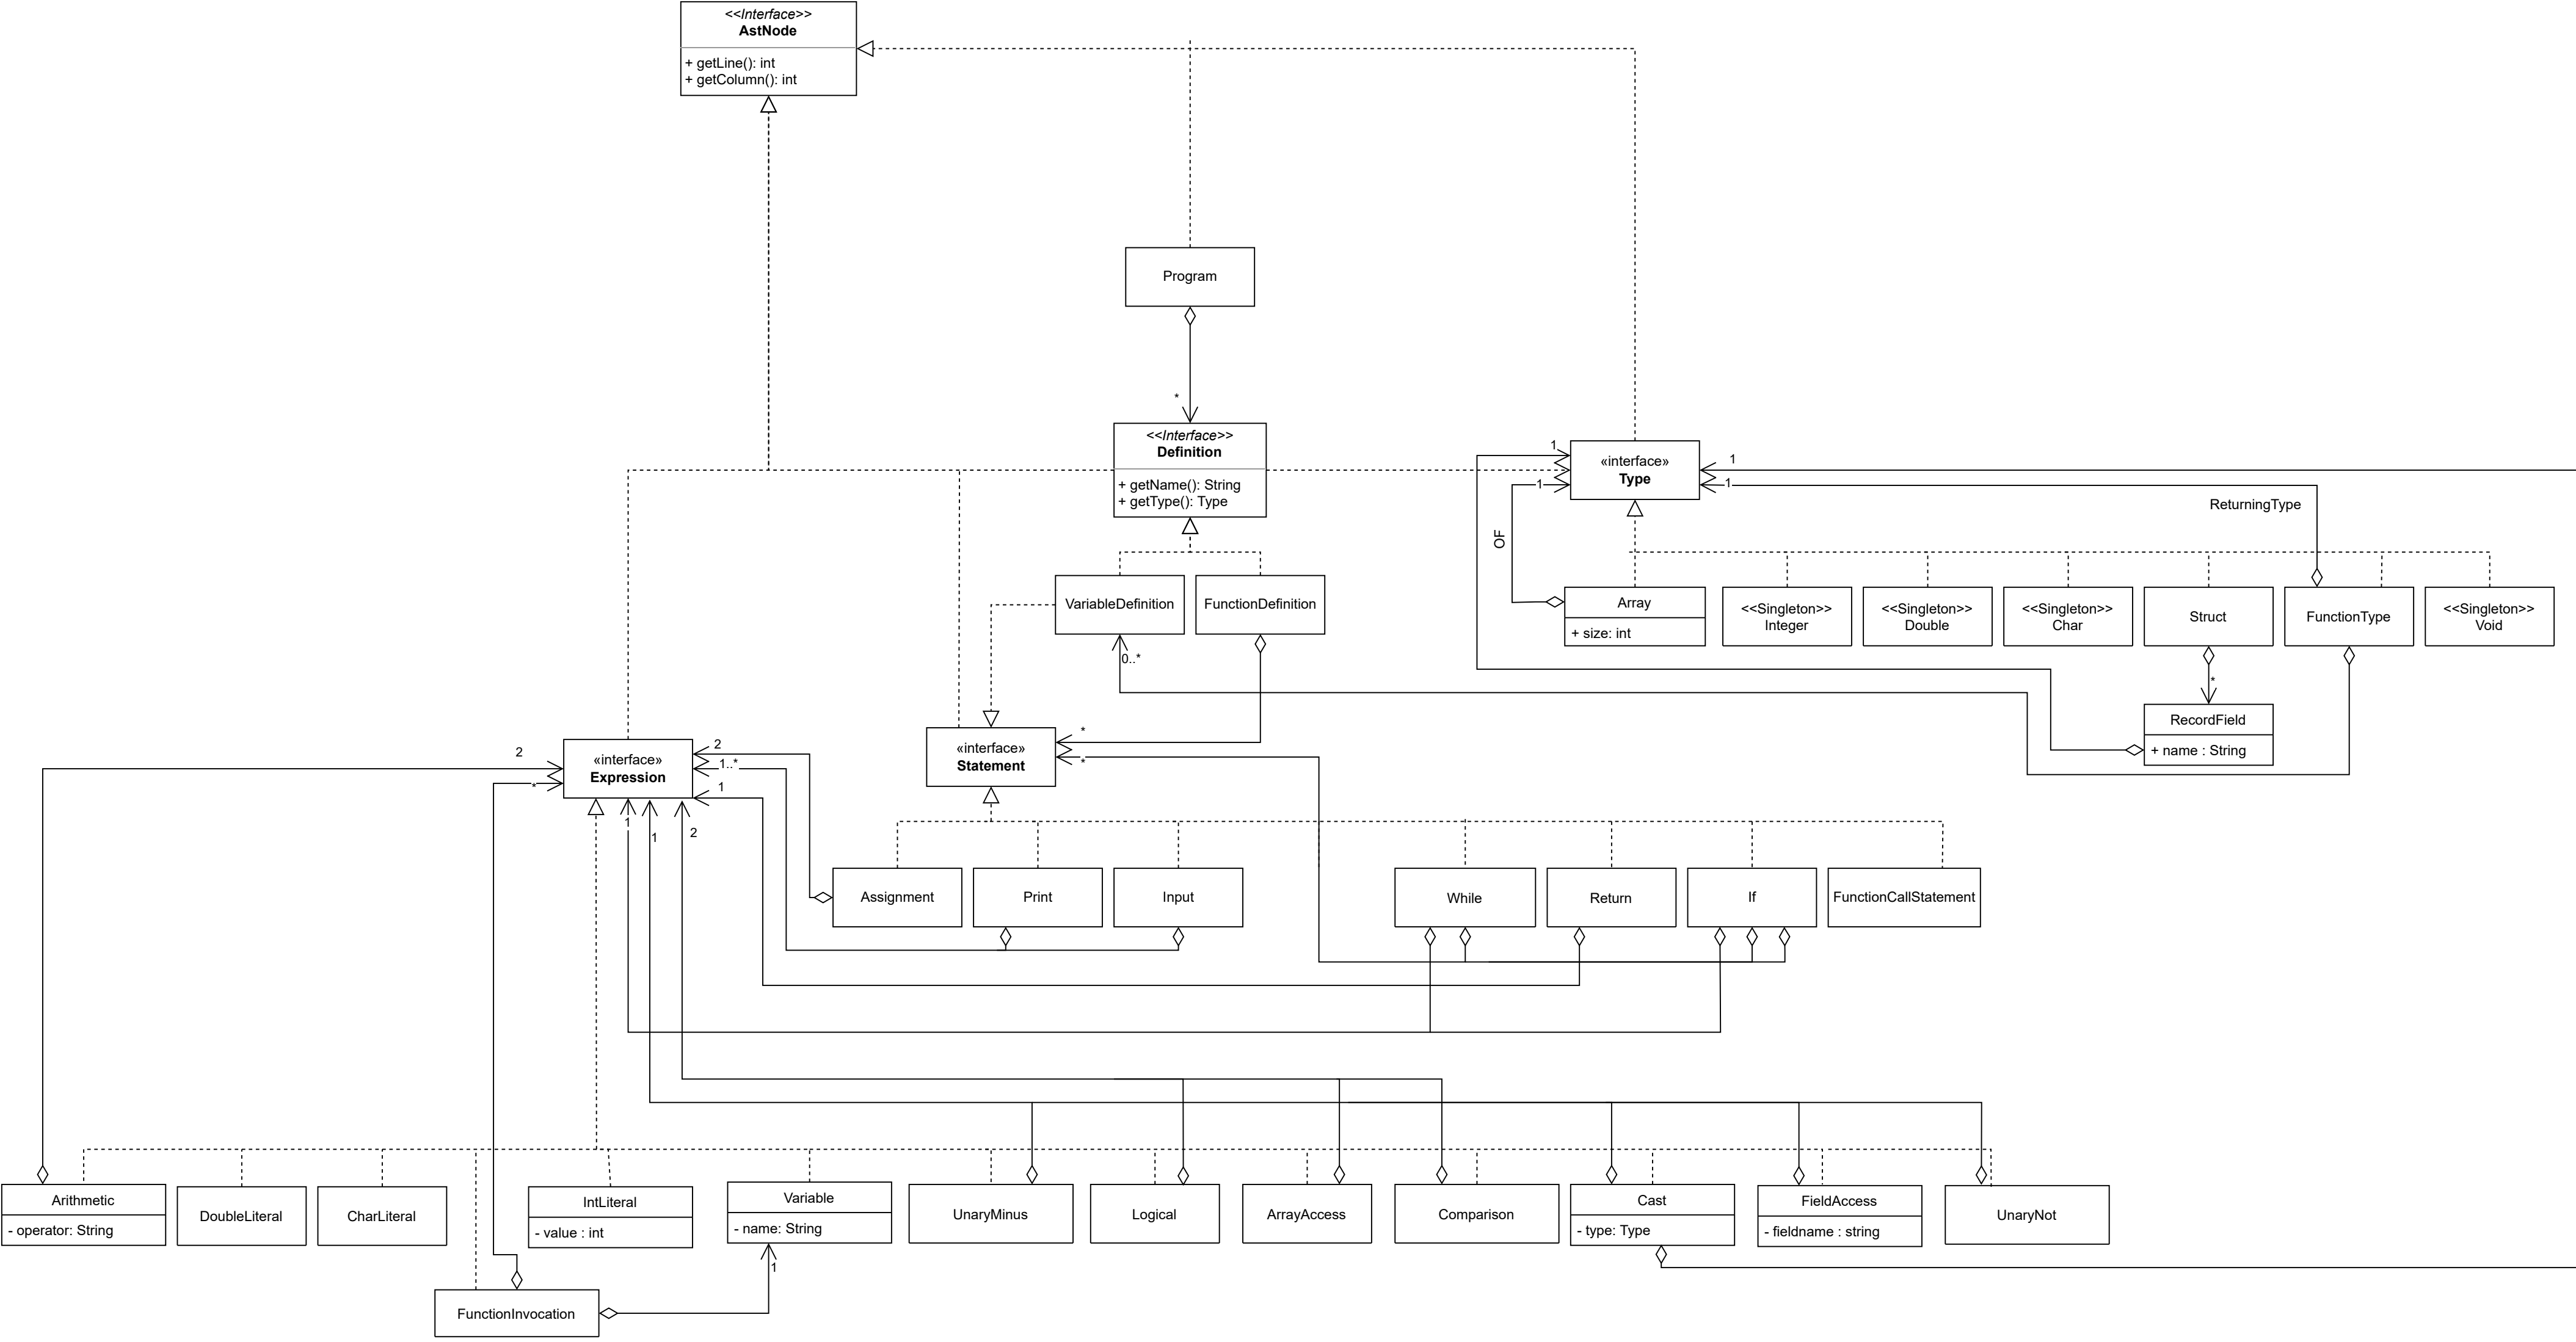 <<Interface>>
AstNode
+ getLine(): int
+ getColumn(): int
Program
*
<<Interface>>
Definition
+ getName(): String
+ getType(): Type
1
1
OF
«interface»
Type
1
1
ReturningType
VariableDefinition
FunctionDefinition
0..*
Array
+ size: int
<<Singleton>>
Integer
<<Singleton>>
Double
<<Singleton>>
Char
Struct
FunctionType
<<Singleton>>
Void
*
RecordField
+ name : String
2
*
«interface»
Expression
2
1..*
1
1
1
2
«interface»
Statement
*
*
Assignment
Print
Input
While
Return
If
FunctionCallStatement
Arithmetic
- operator: String
DoubleLiteral
CharLiteral
IntLiteral
- value : int
Variable
- name: String
UnaryMinus
Logical
ArrayAccess
Comparison
Cast
- type: Type
FieldAccess
- fieldname : string
UnaryNot
1
FunctionInvocation